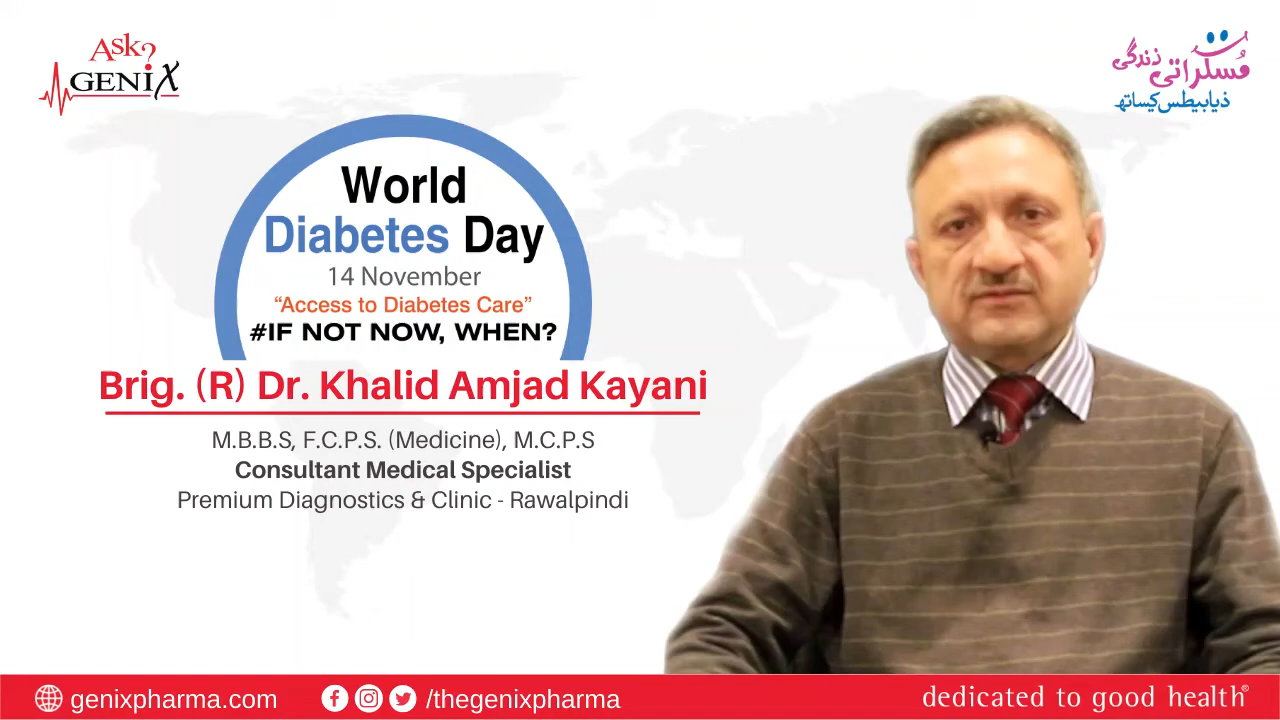 Ask?
GENIX
مُسکراتی زندگی
ذیابیطس کیساتھ
World
Diabetes Day
14 November
“Access to Diabetes Care”
#IF NOT NOW, WHEN?
Brig. (R) Dr. Khalid Amjad Kayani
M.B.B.S, F.C.P.S. (Medicine), M.C.P.S
Consultant Medical Specialist
Premium Diagnostics & Clinic - Rawalpindi
genixpharma.com
/thegenixpharma
dedicated to good health®